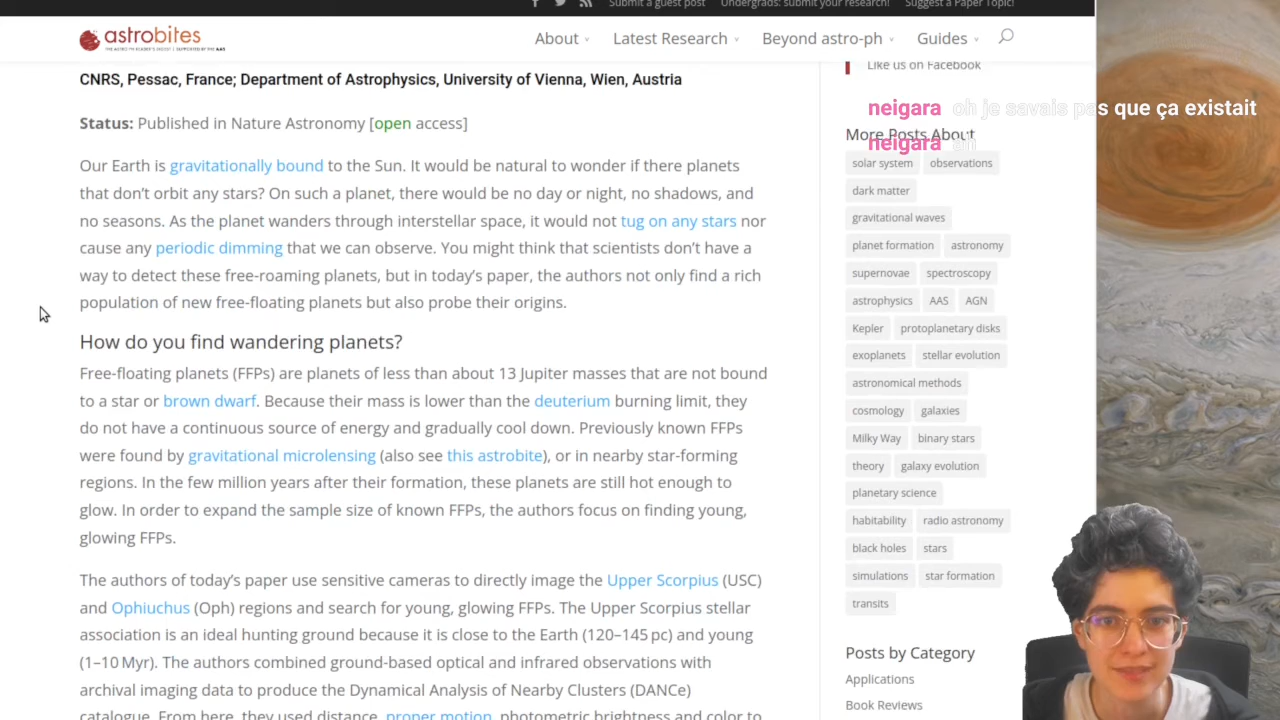 Submit a guest post
Undergrads: submit your research!
Suggest a Paper Topic!
astrobites
About
Latest Research
Beyond astro-ph
Guides
CNRS, Pessac, France; Department of Astrophysics, University of Vienna, Wien, Austria
Status: Published in Nature Astronomy [open access]
Our Earth is gravitationally bound to the Sun. It would be natural to wonder if there planets
that don't orbit any stars? On such a planet, there would be no day or night, no shadows, and
no seasons. As the planet wanders through interstellar space, it would not tug on any stars nor
cause any periodic dimming that we can observe. You might think that scientists don't have a
way to detect these free-roaming planets, but in today's paper, the authors not only find a rich
population of new free-floating planets but also probe their origins.
How do you find wandering planets?
Free-floating planets (FFPs) are planets of less than about 13 Jupiter masses that are not bound
to a star or brown dwarf. Because their mass is lower than the deuterium burning limit, they
do not have a continuous source of energy and gradually cool down. Previously known FFPs
were found by gravitational microlensing (also see this astrobite), or in nearby star-forming
regions. In the few million years after their formation, these planets are still hot enough to
glow. In order to expand the sample size of known FFPs, the authors focus on finding young,
glowing FFPs.
The authors of today's paper use sensitive cameras to directly image the Upper Scorpius (USC)
and Ophiuchus (Oph) regions and search for young, glowing FFPs. The Upper Scorpius stellar
association is an ideal hunting ground because it is close to the Earth (120–145 pc) and young
(1–10 Myr). The authors combined ground-based optical and infrared observations with
archival imaging data to produce the Dynamical Analysis of Nearby Clusters (DANCe)
catalogue. From here, they used distance, proper motion, photometric brightness and color to
Like us on Facebook
neigara oh je savais pas que ça existait
More Posts About
neigara ah
solar system observations
dark matter
gravitational waves
planet formation astronomy
supernovae spectroscopy
astrophysics AAS AGN
Kepler protoplanetary disks
exoplanets stellar evolution
astronomical methods
cosmology galaxies
Milky Way binary stars
theory galaxy evolution
planetary science
habitability radio astronomy
black holes stars
simulations star formation
transits
Posts by Category
Applications
Book Reviews